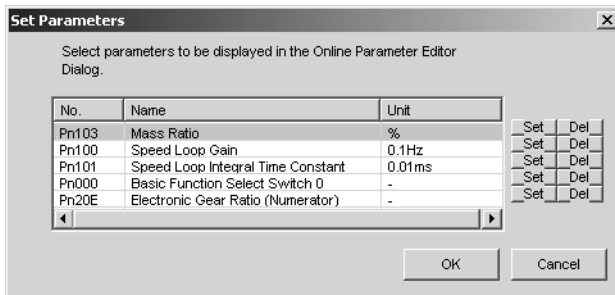 Set Parameters
Select parameters to be displayed in the Online Parameter Editor
Dialog.
No. Name Unit
Pn103 Mass Ratio %
Pn100 Speed Loop Gain 0.1Hz
Pn101 Speed Loop Integral Time Constant 0.01ms
Pn000 Basic Function Select Switch 0 -
Pn20E Electronic Gear Ratio (Numerator) -
Set Del
Set Del
Set Del
Set Del
Set Del
OK Cancel